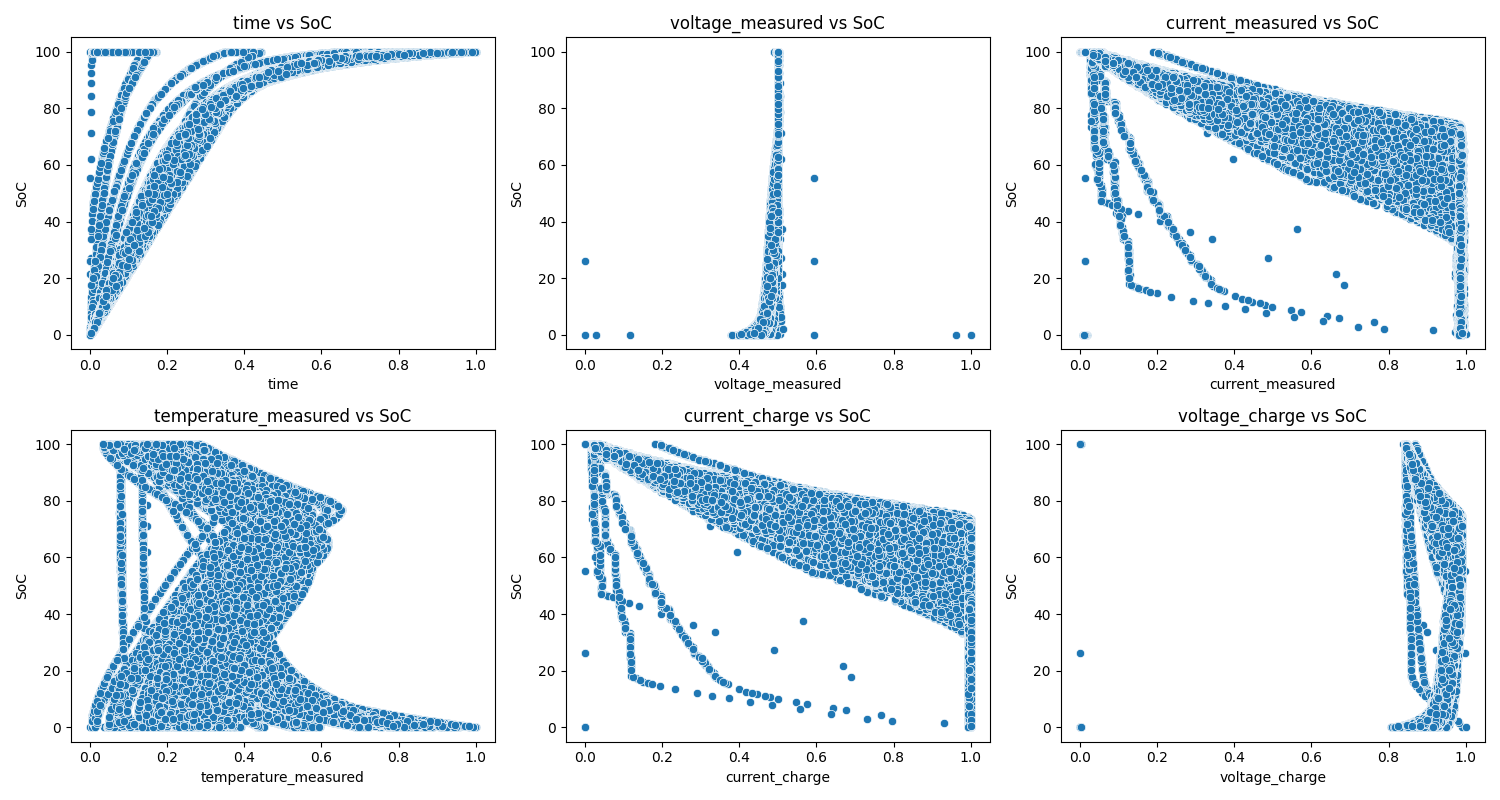 time vs SoC
SoC
100
80
60
40
20
0
0.0 0.2 0.4 0.6 0.8 1.0
time
voltage_measured vs SoC
SoC
100
80
60
40
20
0
0.0 0.2 0.4 0.6 0.8 1.0
voltage_measured
current_measured vs SoC
SoC
100
80
60
40
20
0
0.0 0.2 0.4 0.6 0.8 1.0
current_measured
temperature_measured vs SoC
SoC
100
80
60
40
20
0
0.0 0.2 0.4 0.6 0.8 1.0
temperature_measured
current_charge vs SoC
SoC
100
80
60
40
20
0
0.0 0.2 0.4 0.6 0.8 1.0
current_charge
voltage_charge vs SoC
SoC
100
80
60
40
20
0
0.0 0.2 0.4 0.6 0.8 1.0
voltage_charge